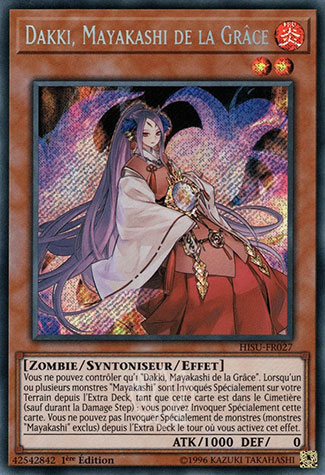 Dakki, Mayakashi de la Grâce
炎
HISU-FR027
[Zombie/Syntoniseur/Effet]
Vous ne pouvez contrôler qu'1 "Dakki, Mayakashi de la Grâce". Lorsqu'un
ou plusieurs monstres "Mayakashi" sont Invoqués Spécialement sur votre
Terrain depuis l'Extra Deck, tant que cette carte est dans le Cimetière
(sauf durant la Damage Step) : vous pouvez Invoquer Spécialement cette
carte. Vous ne pouvez pas Invoquer Spécialement de monstres (monstres
"Mayakashi" exclus) depuis l'Extra Deck le tour où vous activez cet effet.
ATK/1000 DEF/ 0
42542842 1ère Édition ©1996 KAZUKI TAKAHASHI